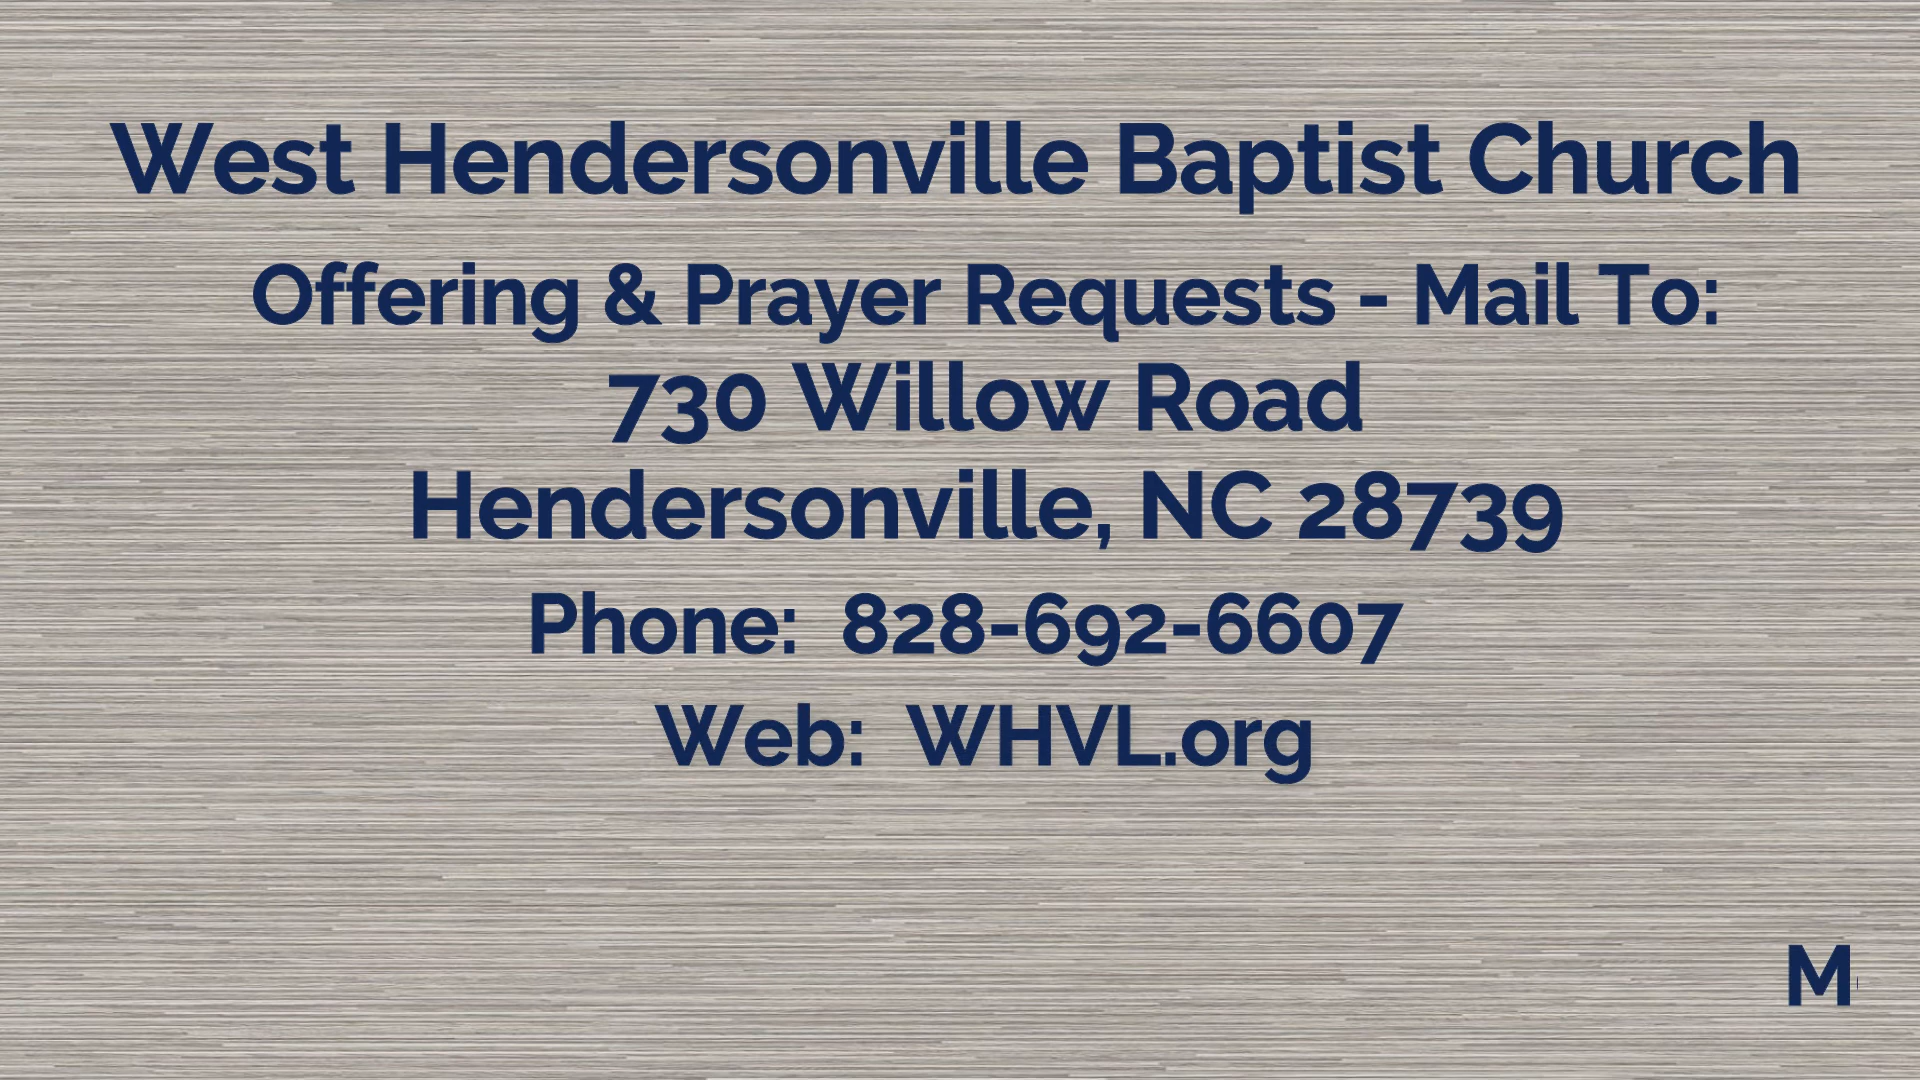 West Hendersonville Baptist Church
Offering & Prayer Requests - Mail To:
730 Willow Road
Hendersonville, NC 28739
Phone:  828-692-6607
Web:  WHVL.org
M